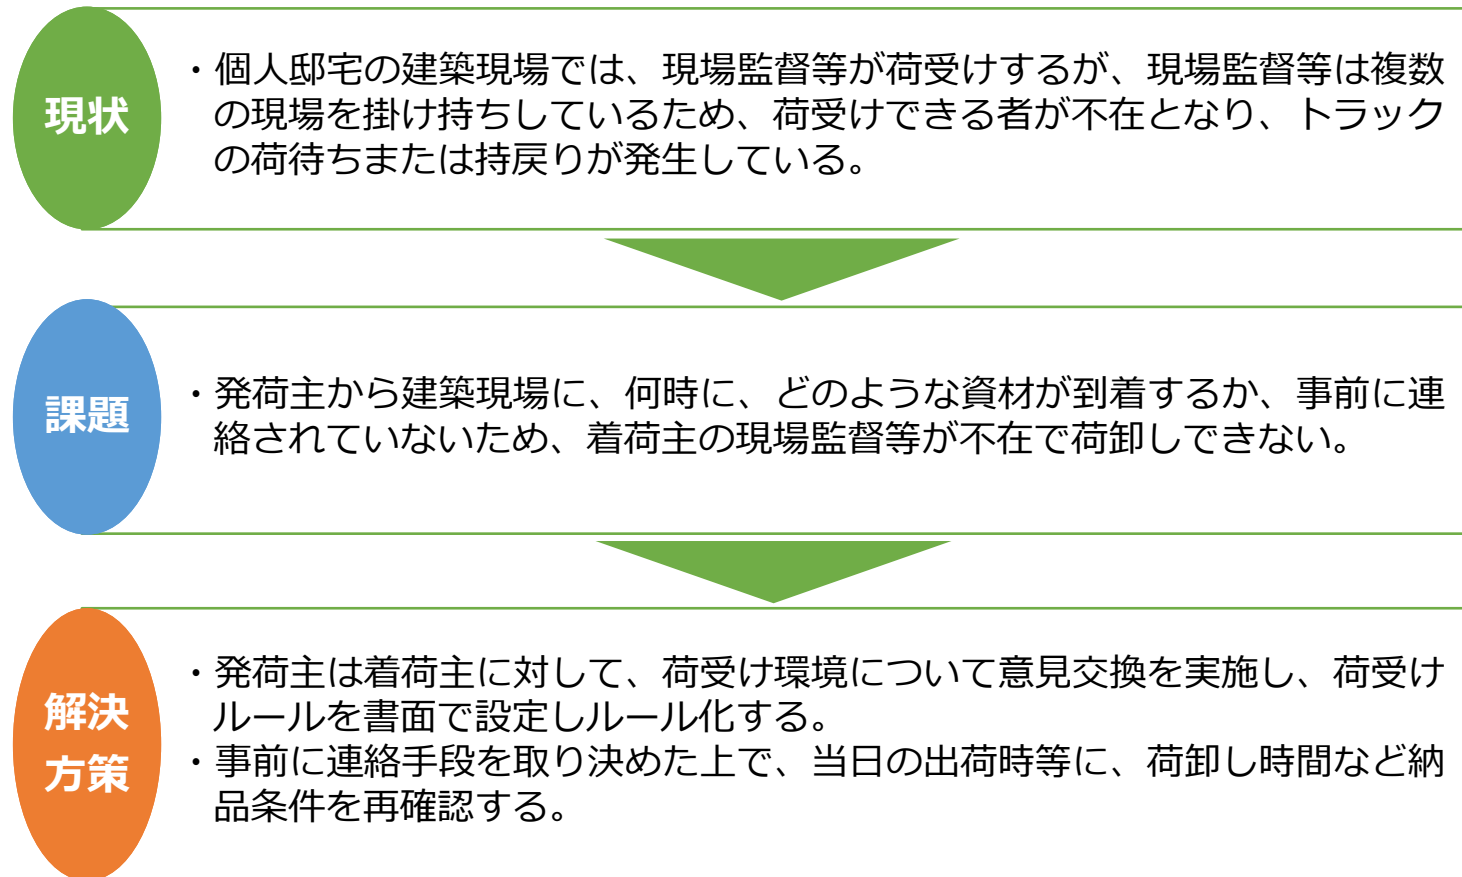 現状
・個人邸宅の建築現場では、現場監督等が荷受けするが、現場監督等は複数
の現場を掛け持ちしているため、荷受けできる者が不在となり、トラック
の荷待ちまたは持戻りが発生している。
課題
・発荷主から建築現場に、何時に、どのような資材が到着するか、事前に連
絡されていないため、着荷主の現場監督等が不在で荷卸しできない。
解決
方策
・発荷主は着荷主に対して、荷受け環境について意見交換を実施し、荷受け
ルールを書面で設定しルール化する。
・事前に連絡手段を取り決めた上で、当日の出荷時等に、荷卸し時間など納
品条件を再確認する。